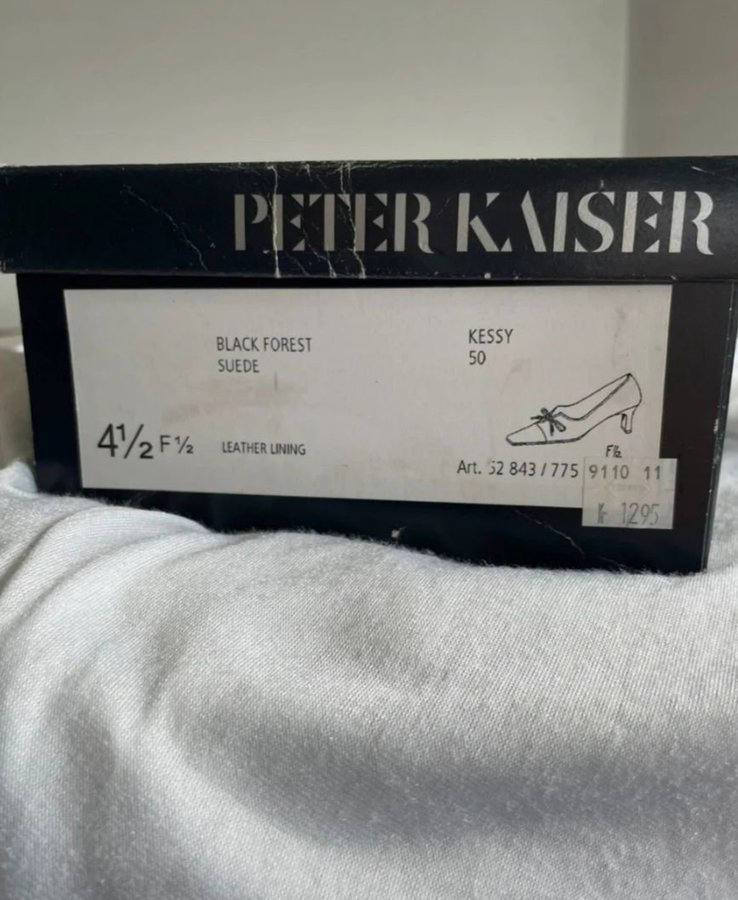 PETER KAISER
BLACK FOREST
SUEDE
KESSY
50
4½ F ½
LEATHER LINING
F½
Art. 52 843 / 775
9110 11
1295